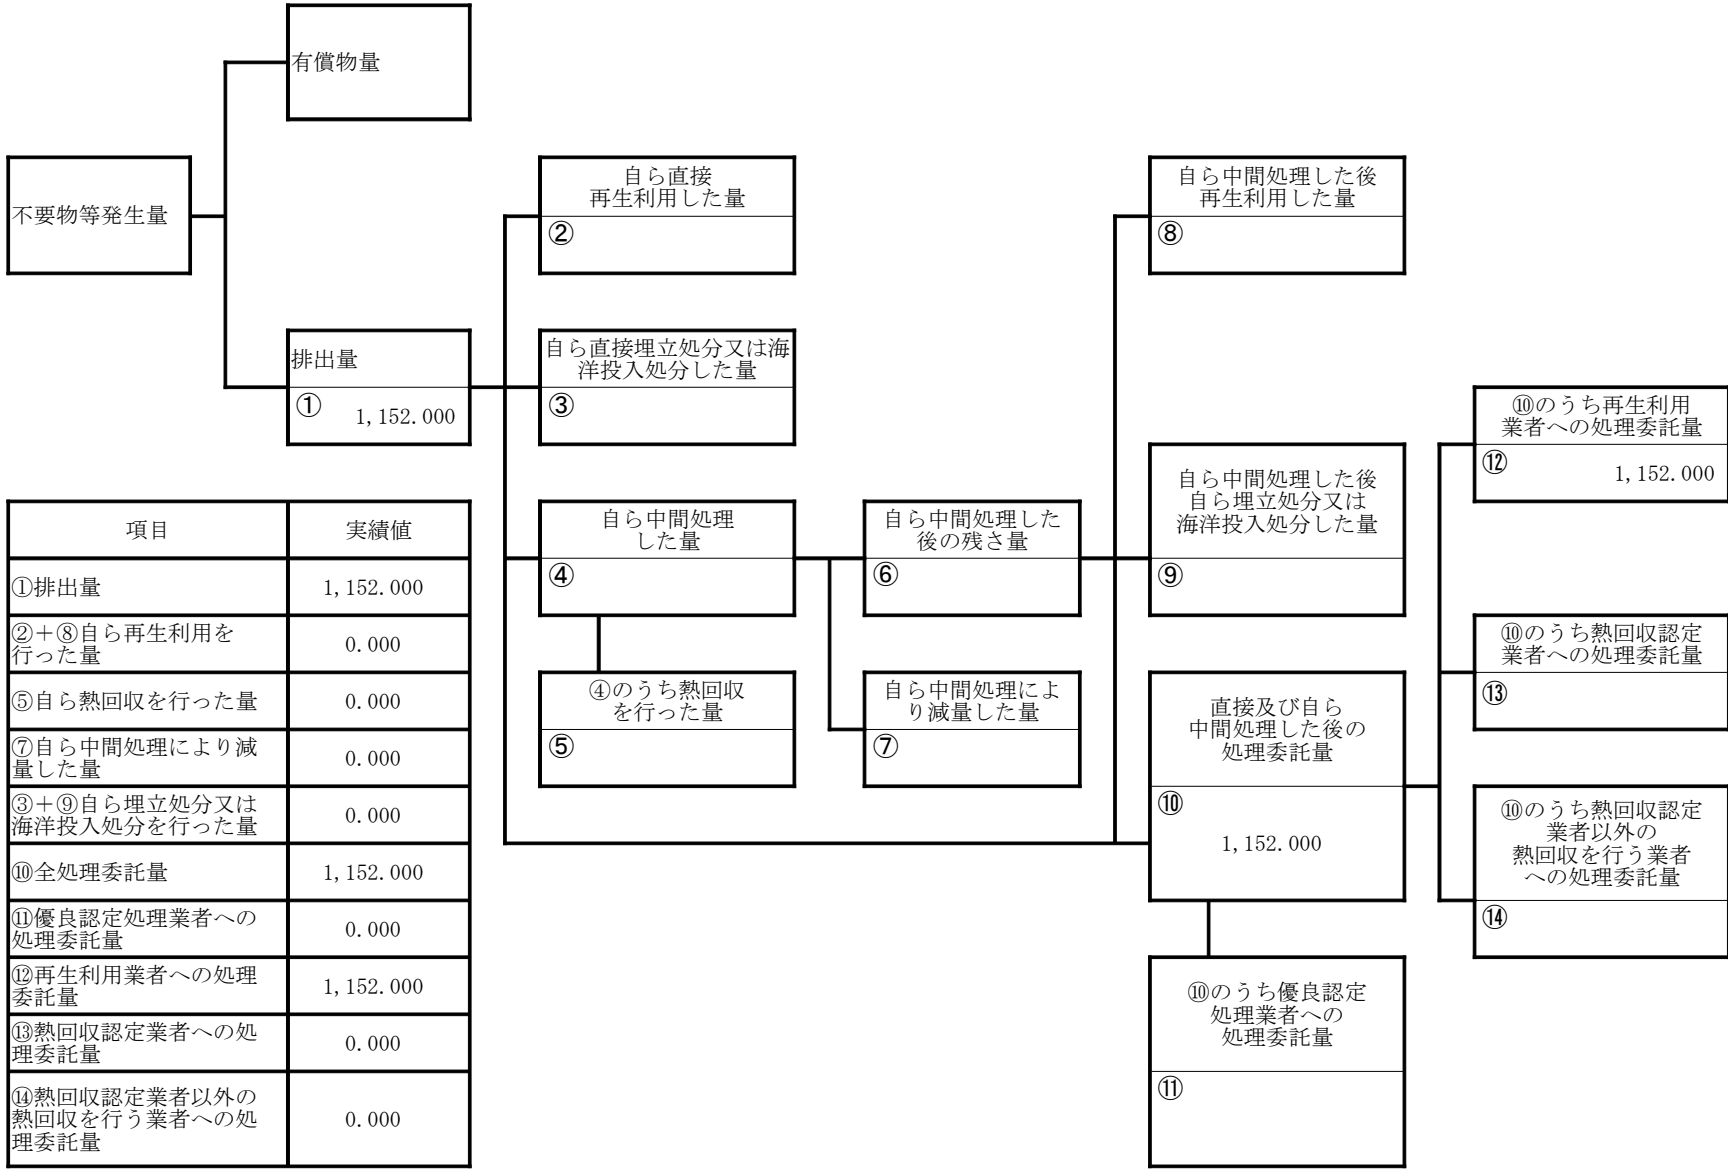 有償物量
不要物等発生量
排出量
①
1,152.000
自ら直接
再生利用した量
②
自ら直接埋立処分又は海
洋投入処分した量
③
自ら中間処理
した量
④
④のうち熱回収
を行った量
⑤
自ら中間処理した
後の残さ量
⑥
自ら中間処理によ
り減量した量
⑦
自ら中間処理した後
再生利用した量
⑧
自ら中間処理した後
自ら埋立処分又は
海洋投入処分した量
⑨
直接及び自ら
中間処理した後の
処理委託量
⑩
1,152.000
⑩のうち優良認定
処理業者への
処理委託量
⑪
⑩のうち再生利用
業者への処理委託量
⑫
1,152.000
⑩のうち熱回収認定
業者への処理委託量
⑬
⑩のうち熱回収認定
業者以外の
熱回収を行う業者
への処理委託量
⑭
項目 実績値
①排出量 1,152.000
②+⑧自ら再生利用を
行った量 0.000
⑤自ら熱回収を行った量 0.000
⑦自ら中間処理により減
量した量 0.000
③+⑨自ら埋立処分又は
海洋投入処分を行った量 0.000
⑩全処理委託量 1,152.000
⑪優良認定処理業者への
処理委託量 0.000
⑫再生利用業者への処理
委託量 1,152.000
⑬熱回収認定業者への処
理委託量 0.000
⑭熱回収認定業者以外の
熱回収を行う業者への処
理委託量 0.000